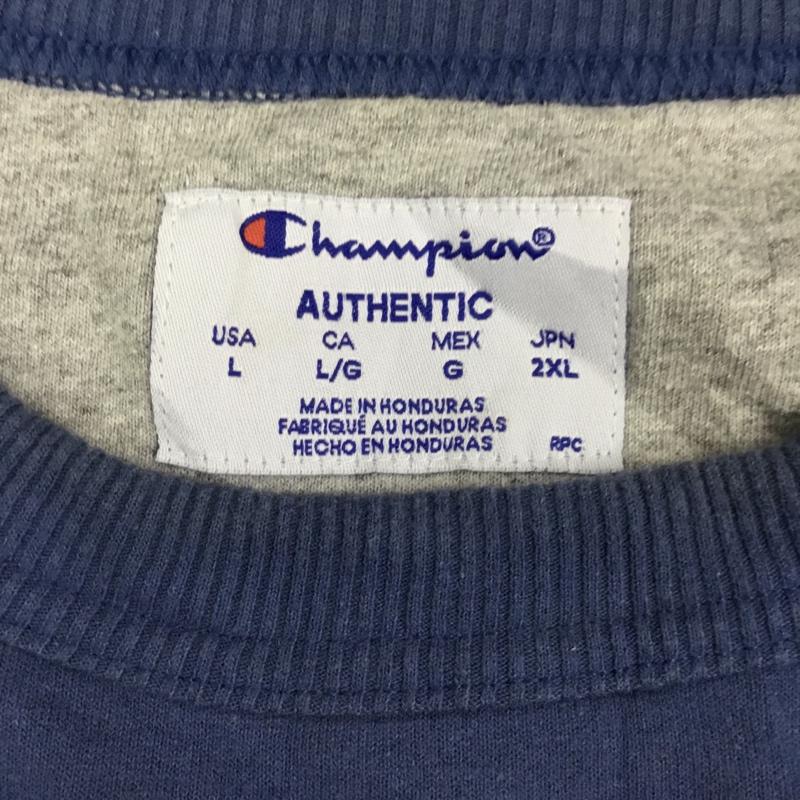 Champion®
AUTHENTIC
USA CA MEX JPN
L L/G G 2XL
MADE IN HONDURAS
FABRIQUÉ AU HONDURAS
HECHO EN HONDURAS RPC